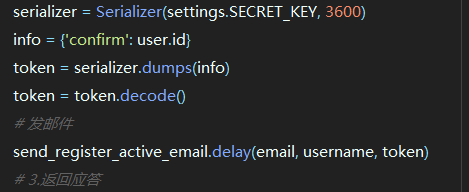 serializer = Serializer(settings.SECRET_KEY, 3600)
info = {'confirm': user.id}
token = serializer.dumps(info)
token = token.decode()
# 发邮件
send_register_active_email.delay(email, username, token)
# 3.返回应答